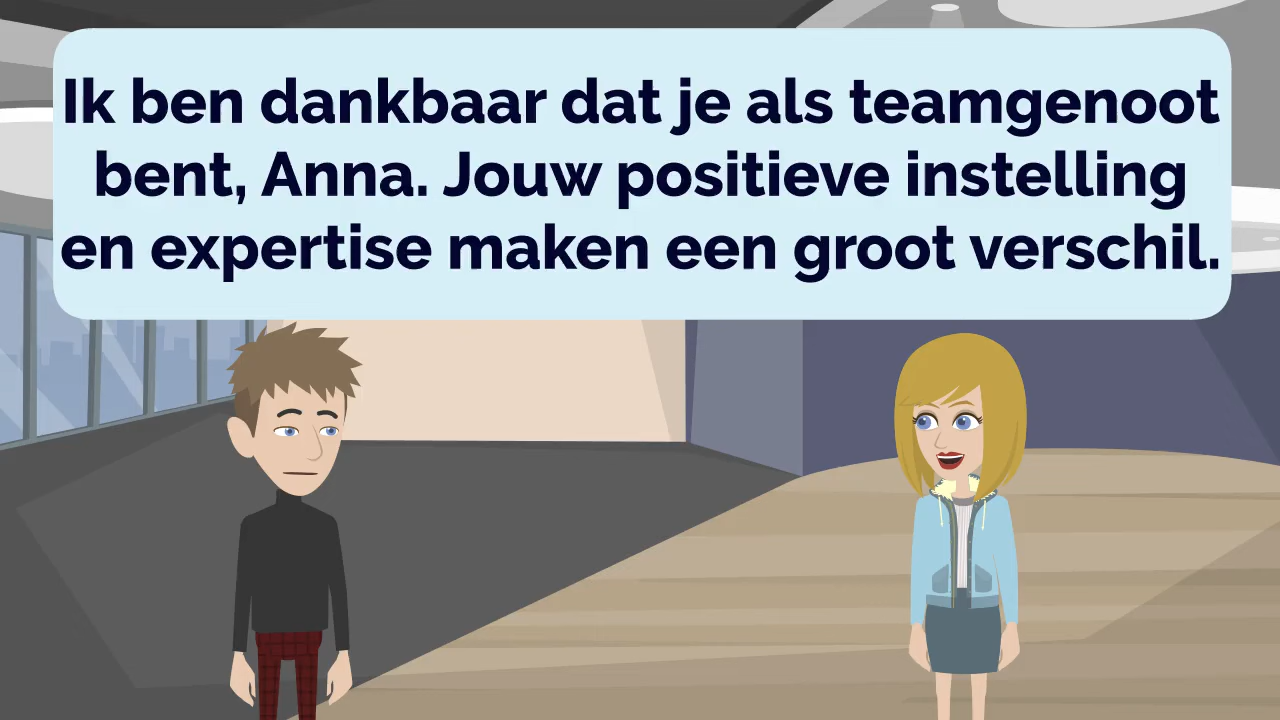 Ik ben dankbaar dat je als teamgenoot
bent, Anna. Jouw positieve instelling
en expertise maken een groot verschil.